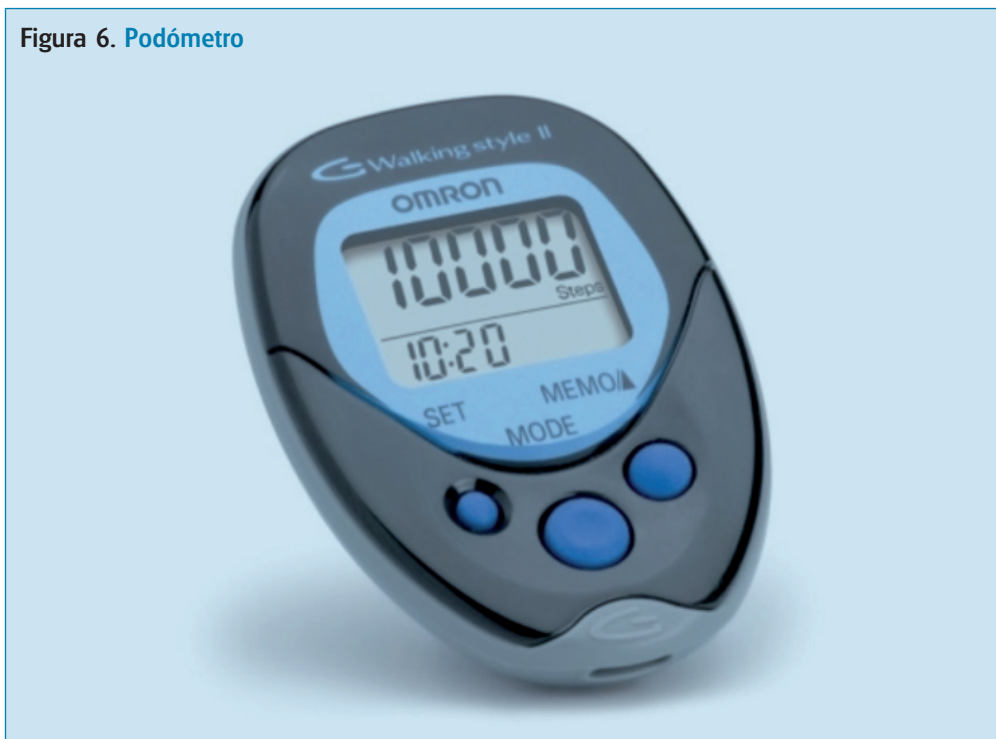 Figura 6. Podómetro
Walking style II
OMRON
10000
Steps
10:20
SET
MEMO/▲
MODE